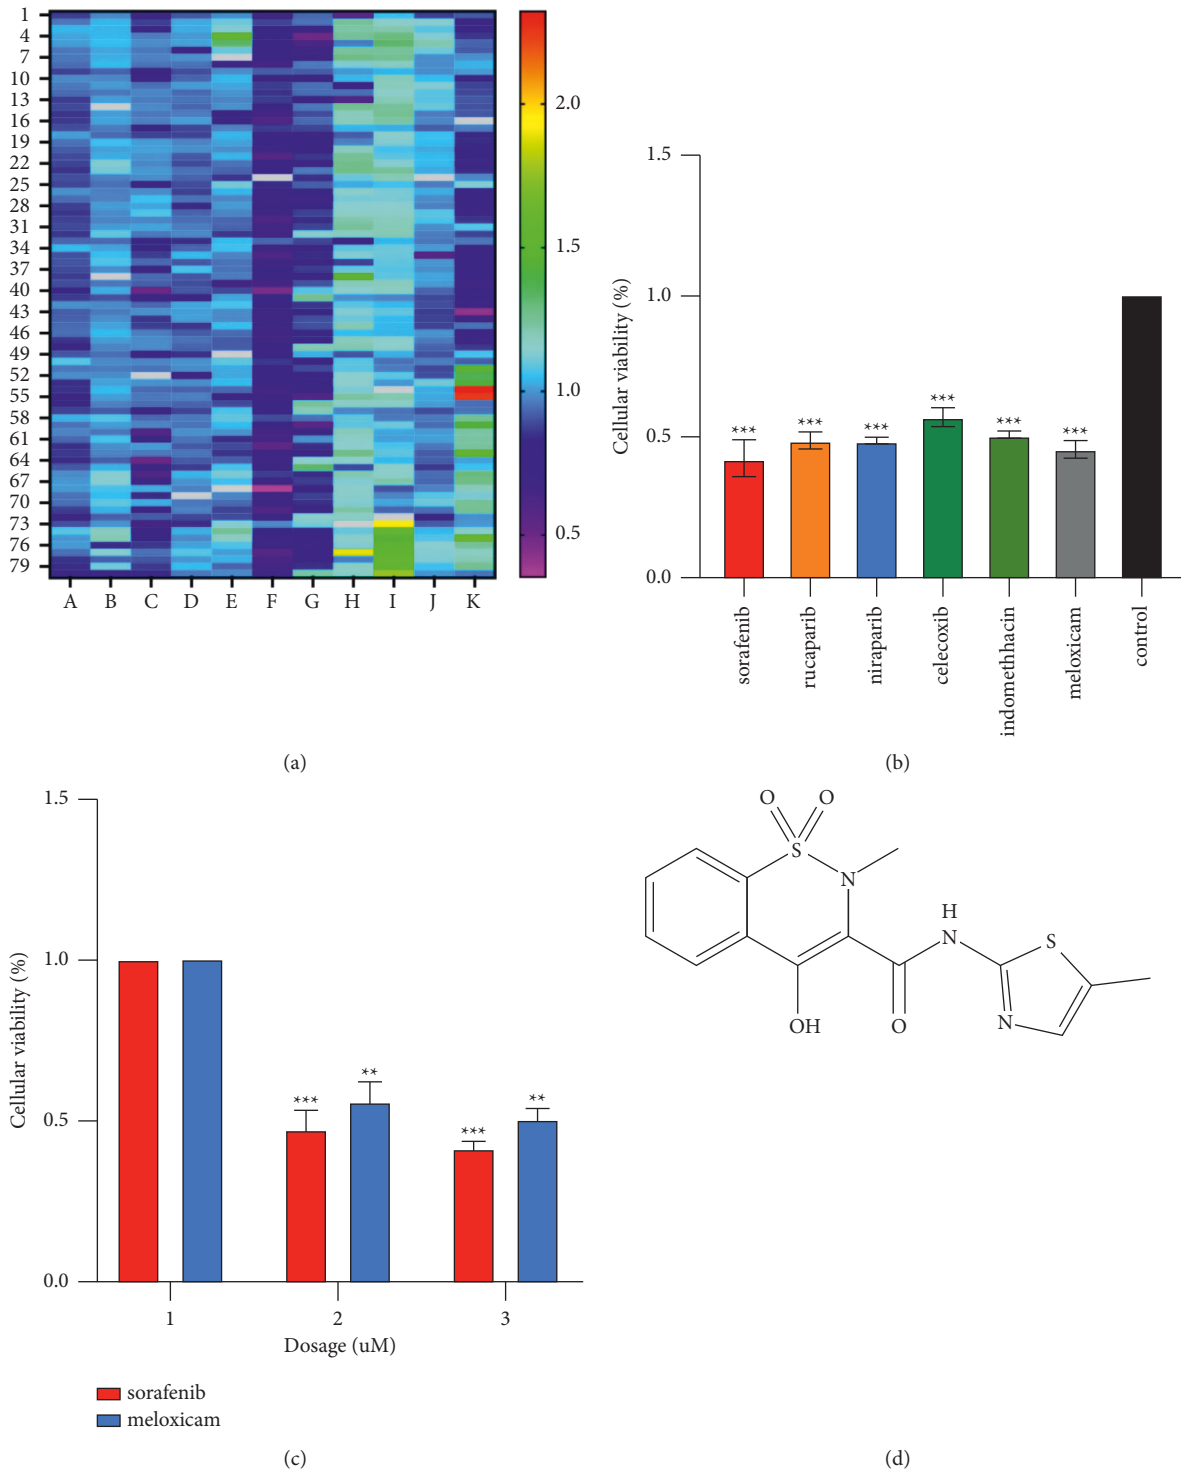 1
4
7
10
13
16
19
22
25
28
31
34
37
40
43
46
49
52
55
58
61
64
67
70
73
76
79
A B C D E F G H I J K
2.0
1.5
1.0
0.5
(a)
1.5
1.0
0.5
0.0
Cellular viability (%)
***
***
***
***
***
***
sorafenib
rucaparib
niraparib
celecoxib
indomethhacin
meloxicam
control
(b)
1.5
1.0
0.5
0.0
Cellular viability (%)
***
**
***
**
1 2 3
Dosage (uM)
sorafenib
meloxicam
(c)
O O
S
N
H
N
S
N
OH
O
(d)